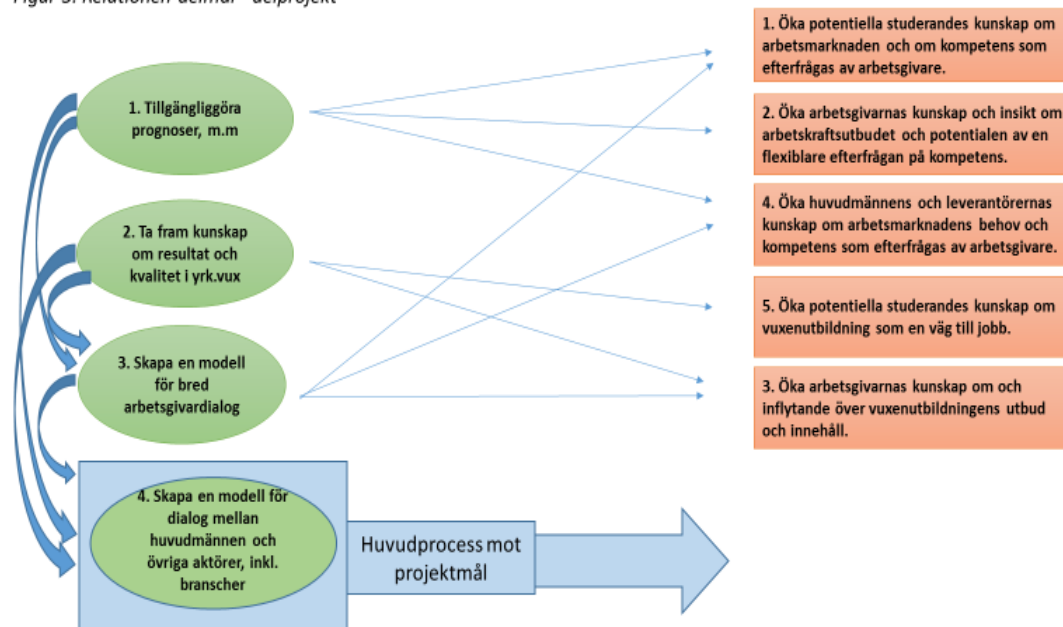 Figur 3. Relationen delmål - delprojekt
1. Tillgängliggöra
prognoser, m.m
2. Ta fram kunskap
om resultat och
kvalitet i yrk.vux
3. Skapa en modell
för bred
arbetsgivardialog
4. Skapa en modell för
dialog mellan
huvudmännen och
övriga aktörer, inkl.
branscher
Huvudprocess mot
projektmål
1. Öka potentiella studerandes kunskap om
arbetsmarknaden och om kompetens som
efterfrågas av arbetsgivare.
2. Öka arbetsgivarnas kunskap och insikt om
arbetskraftsutbudet och potentialen av en
flexiblare efterfrågan på kompetens.
4. Öka huvudmännens och leverantörernas
kunskap om arbetsmarknadens behov och
kompetens som efterfrågas av arbetsgivare.
5. Öka potentiella studerandes kunskap om
vuxenutbildning som en väg till jobb.
3. Öka arbetsgivarnas kunskap om och
inflytande över vuxenutbildningens utbud
och innehåll.